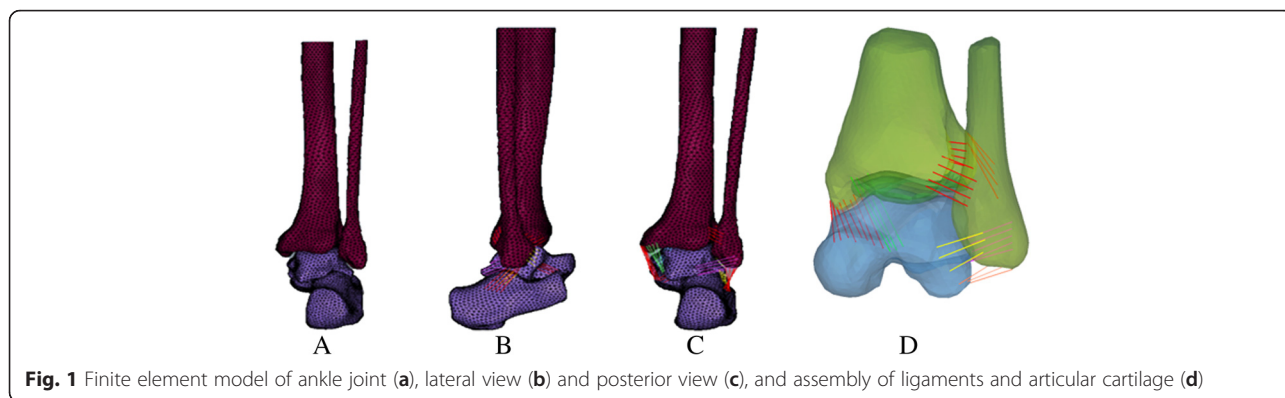 A B C D
Fig. 1 Finite element model of ankle joint (a), lateral view (b) and posterior view (c), and assembly of ligaments and articular cartilage (d)